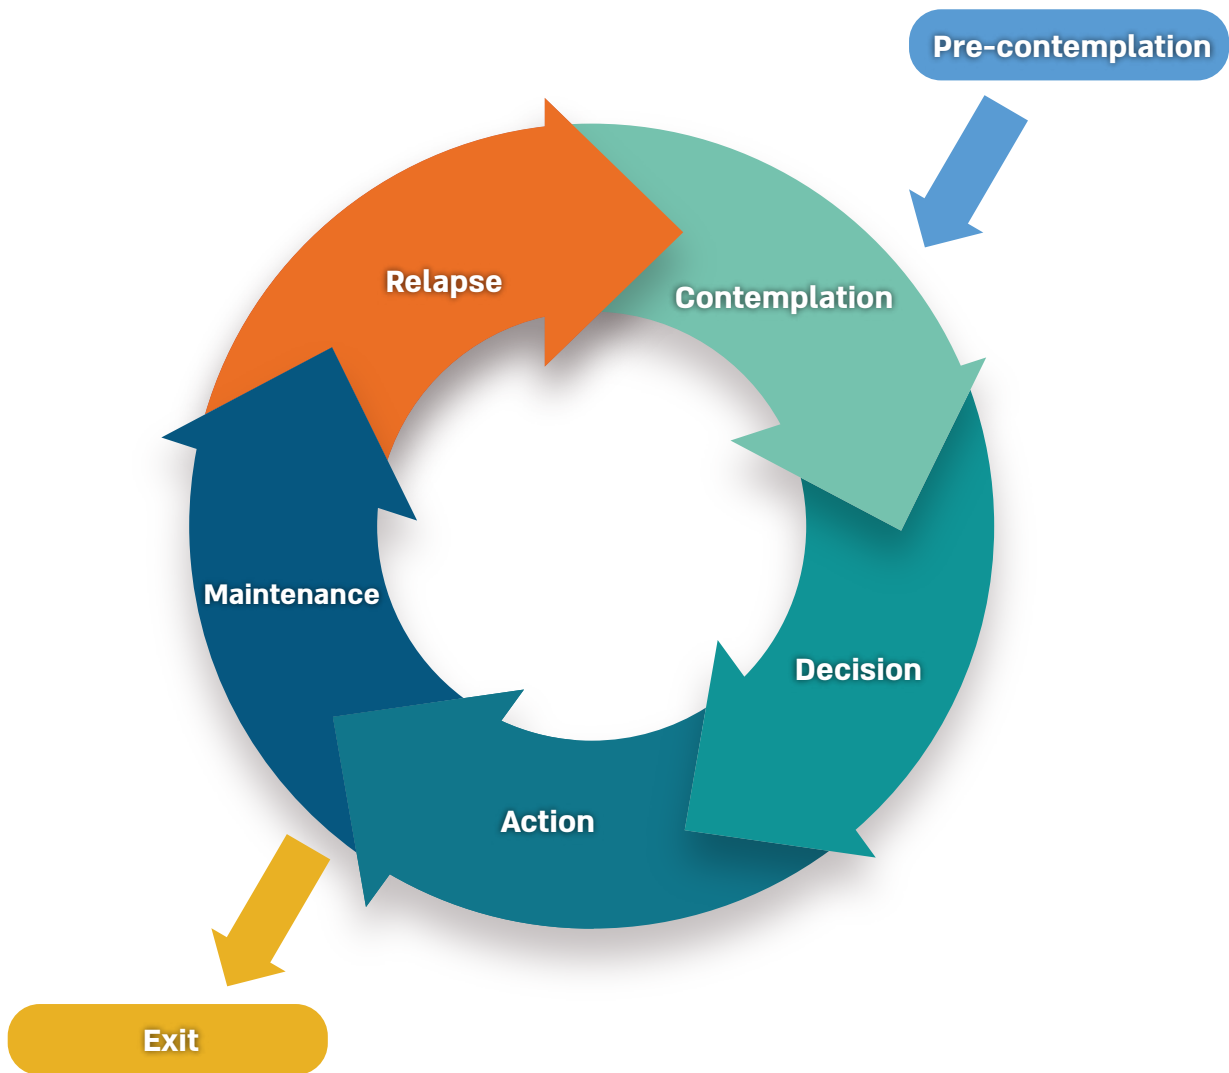 Pre-contemplation
Relapse
Contemplation
Maintenance
Decision
Action
Exit